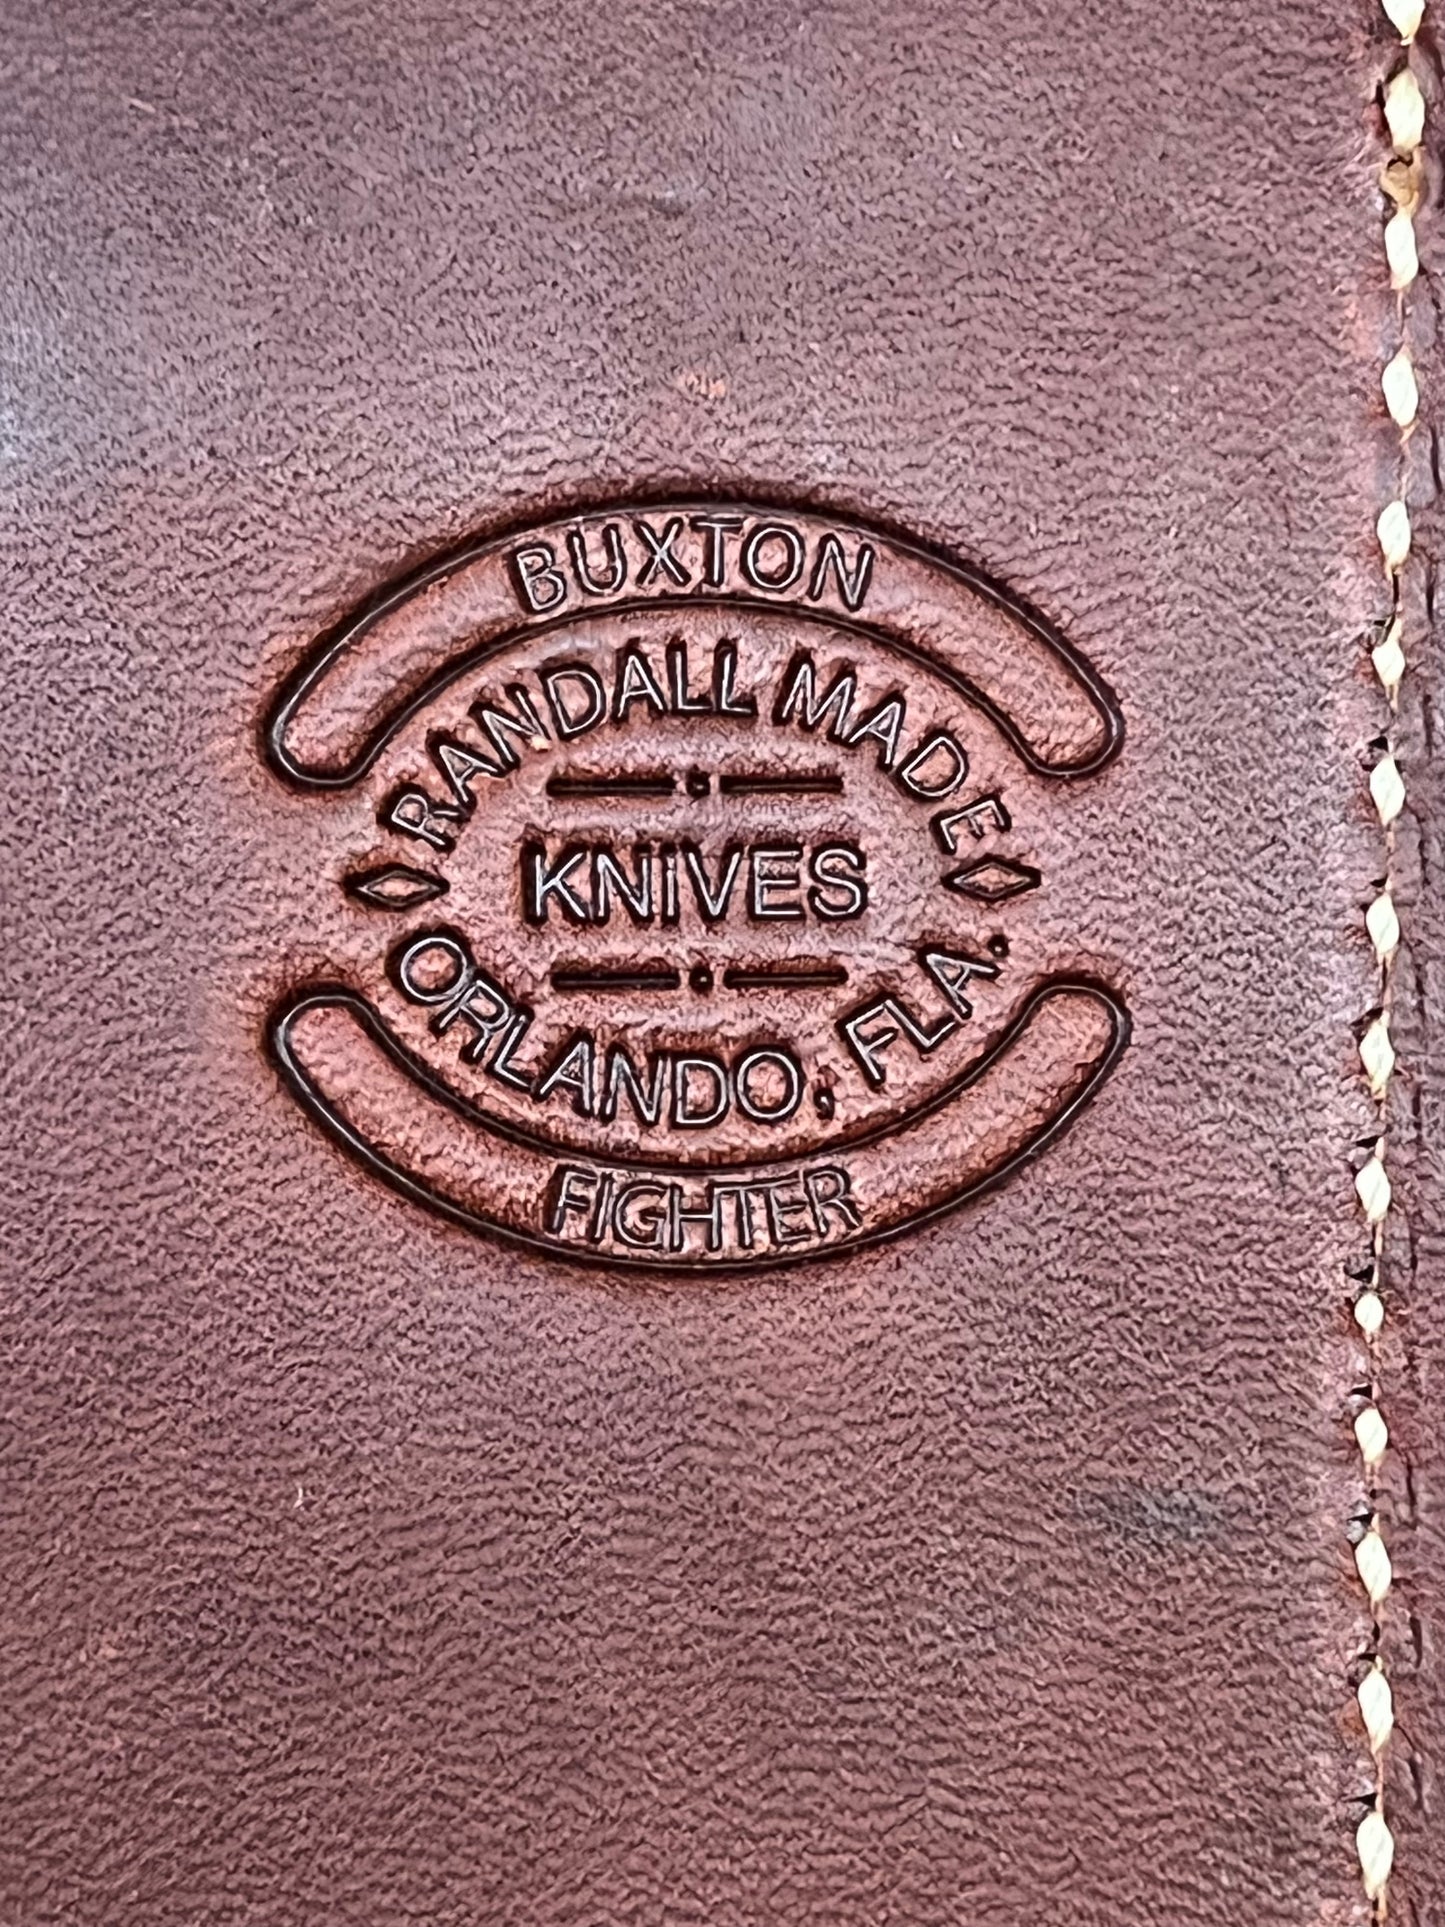 BUXTON
RANDALL MADE
KNiVES
ORLANDO, FLA.
FIGHTER